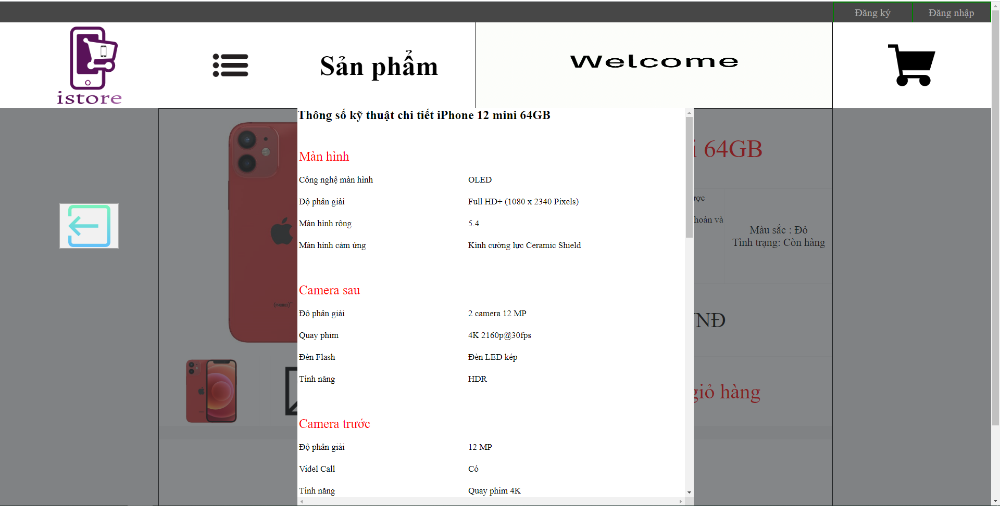 Đăng ký
Đăng nhập
istore
Sản phẩm
Welcome
Thông số kỹ thuật chi tiết iPhone 12 mini 64GB
Màn hình
Công nghệ màn hình OLED
Độ phân giải Full HD+ (1080 x 2340 Pixels)
Màn hình rộng 5.4
Màn hình cảm ứng Kính cường lực Ceramic Shield
Camera sau
Độ phân giải 2 camera 12 MP
Quay phim 4K 2160p@30fps
Đèn Flash Đèn LED kép
Tính năng HDR
Camera trước
Độ phân giải 12 MP
Videl Call Có
Tính năng Quay phim 4K
64GB
và
Màu sắc : Đỏ
Tình trạng: Còn hàng
giỏ hàng
(PRODUCT)